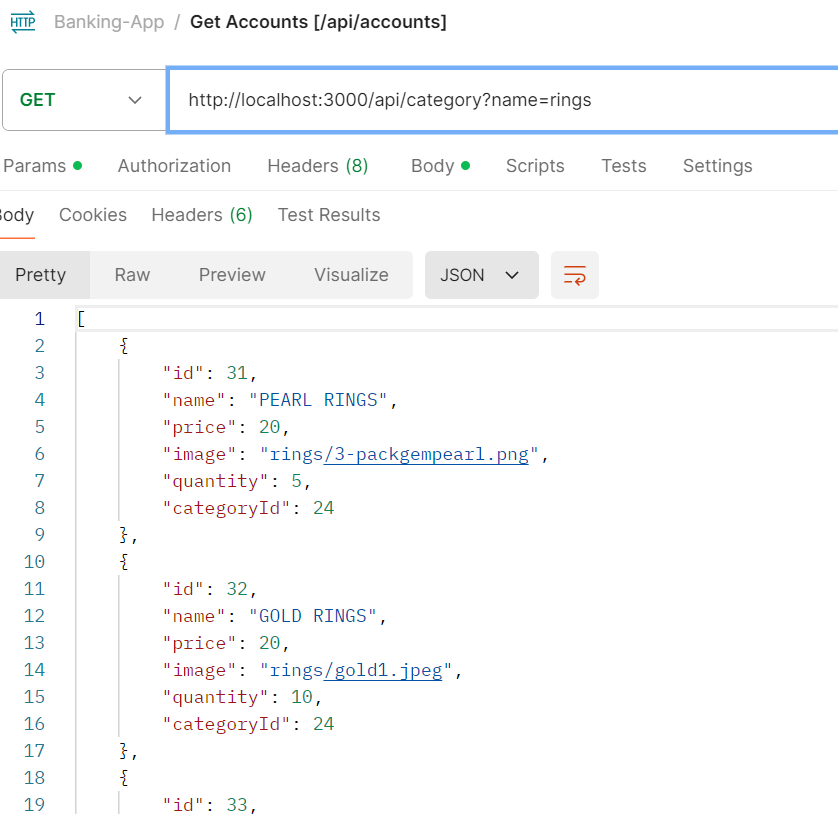 HTTP Banking-App / Get Accounts [/api/accounts]
GET http://localhost:3000/api/category?name=rings
Params Authorization Headers (8) Body Scripts Tests Settings
Body Cookies Headers (6) Test Results
Pretty Raw Preview Visualize JSON
1 [
2 {
3 "id": 31,
4 "name": "PEARL RINGS",
5 "price": 20,
6 "image": "rings/3-packgempearl.png",
7 "quantity": 5,
8 "categoryId": 24
9 },
10 {
11 "id": 32,
12 "name": "GOLD RINGS",
13 "price": 20,
14 "image": "rings/gold1.jpeg",
15 "quantity": 10,
16 "categoryId": 24
17 },
18 {
19 "id": 33,